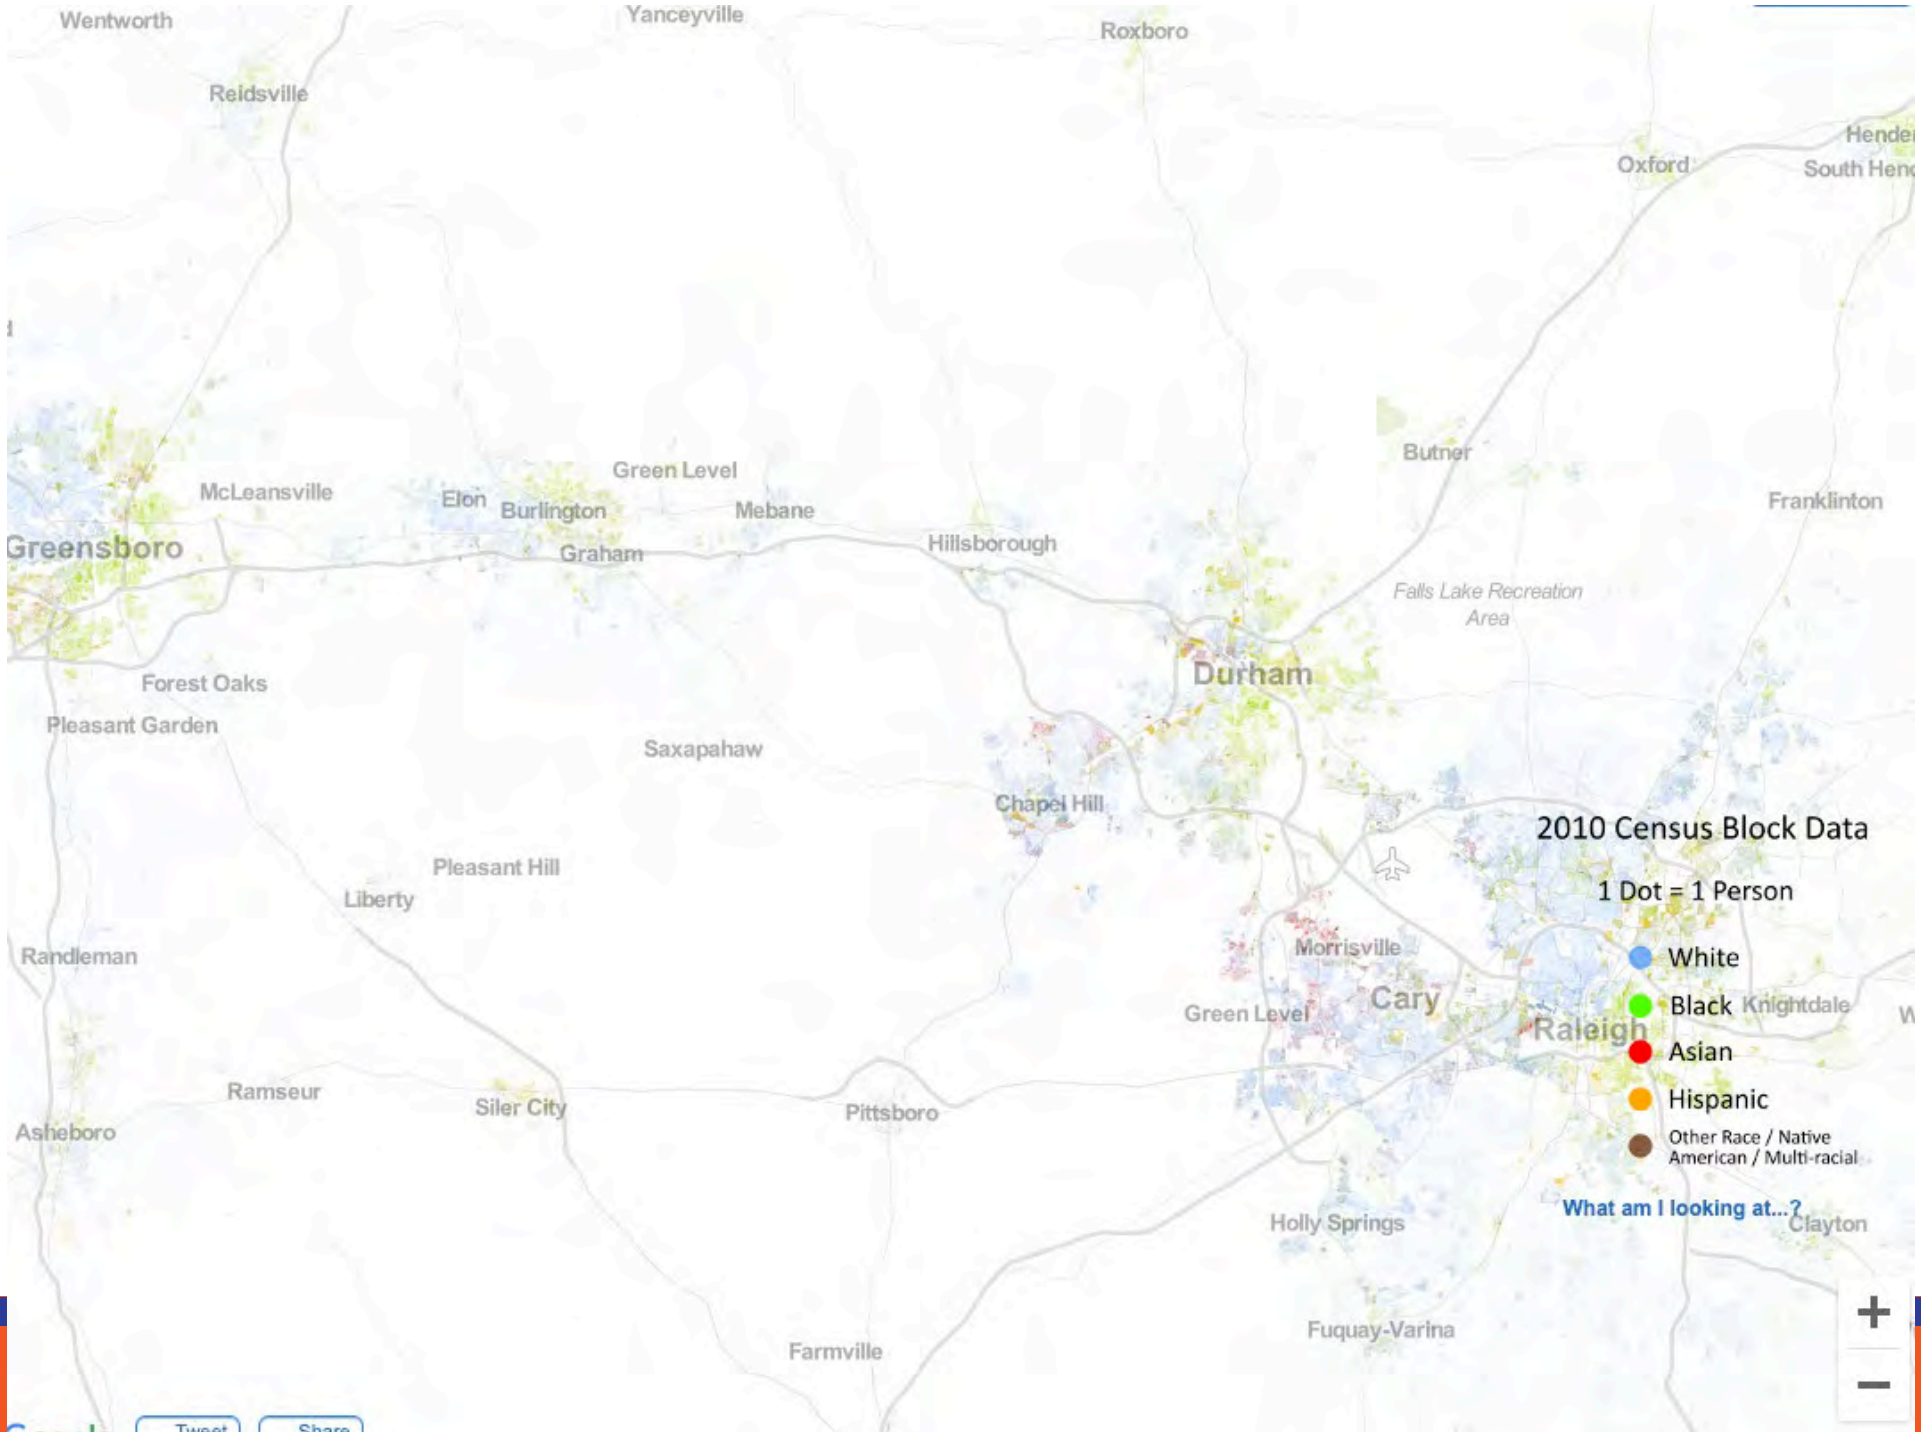 Wentworth
Yanceyville
Roxboro
Reidsville
Oxford
Green Level
Butner
McLeansville
Elon
Burlington
Mebane
Franklinton
Greensboro
Graham
Hillsborough
Falls Lake Recreation
Area
Durham
Forest Oaks
Pleasant Garden
Saxapahaw
Chapel Hill
2010 Census Block Data
Pleasant Hill
Liberty
1 Dot = 1 Person
Randleman
Morrisville
White
Cary
Green Level
Black
Knightdale
Raleigh
Asian
Ramseur
Siler City
Pittsboro
Hispanic
Asheboro
Other Race / Native
American / Multi-racial
What am I looking at...?
Holly Springs
Clayton
Fuquay-Varina
Farmville
Tweet
Share